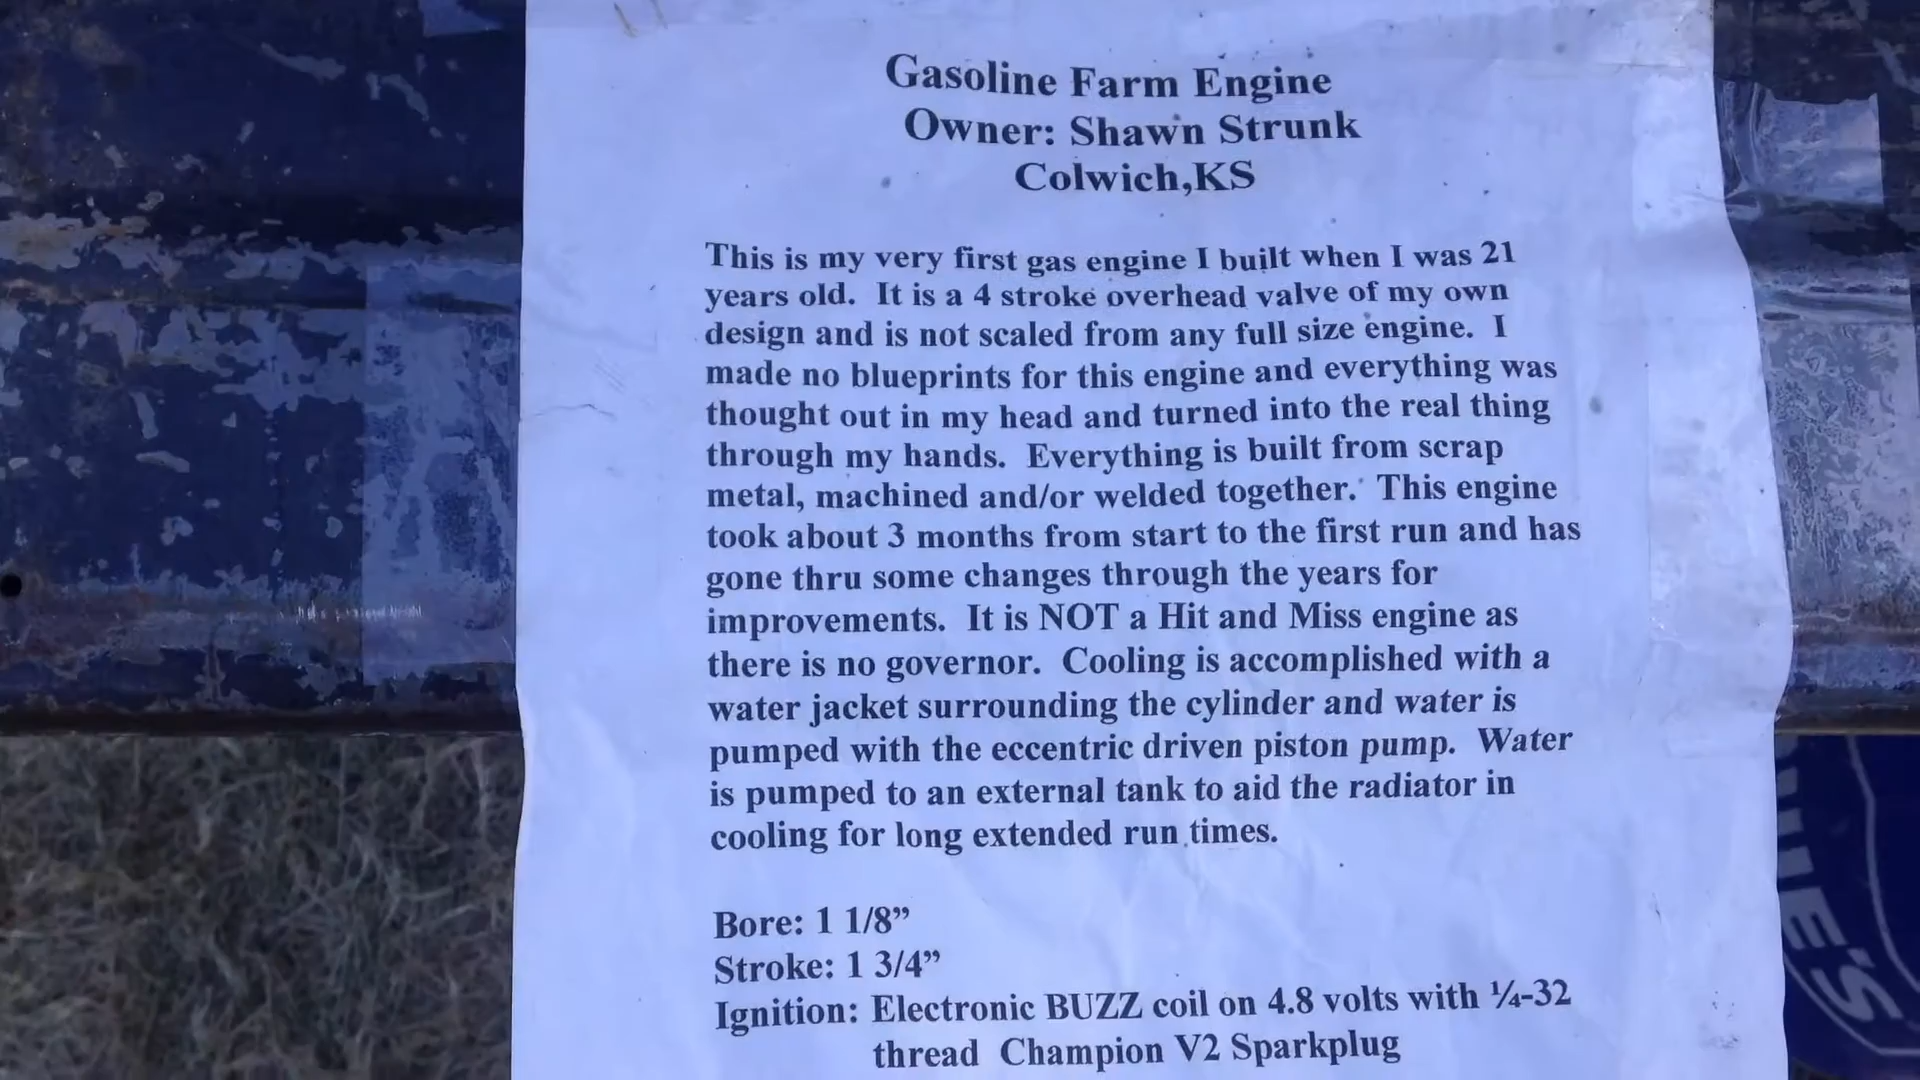 Gasoline Farm Engine
Owner: Shawn Strunk
Colwich,KS
This is my very first gas engine I built when I was 21
years old. It is a 4 stroke overhead valve of my own
design and is not scaled from any full size engine. I
made no blueprints for this engine and everything was
thought out in my head and turned into the real thing
through my hands. Everything is built from scrap
metal, machined and/or welded together. This engine
took about 3 months from start to the first run and has
gone thru some changes through the years for
improvements. It is NOT a Hit and Miss engine as
there is no governor. Cooling is accomplished with a
water jacket surrounding the cylinder and water is
pumped with the eccentric driven piston pump. Water
is pumped to an external tank to aid the radiator in
cooling for long extended run times.
Bore: 1 1/8”
Stroke: 1 3/4”
Ignition: Electronic BUZZ coil on 4.8 volts with ¼-32
thread Champion V2 Sparkplug